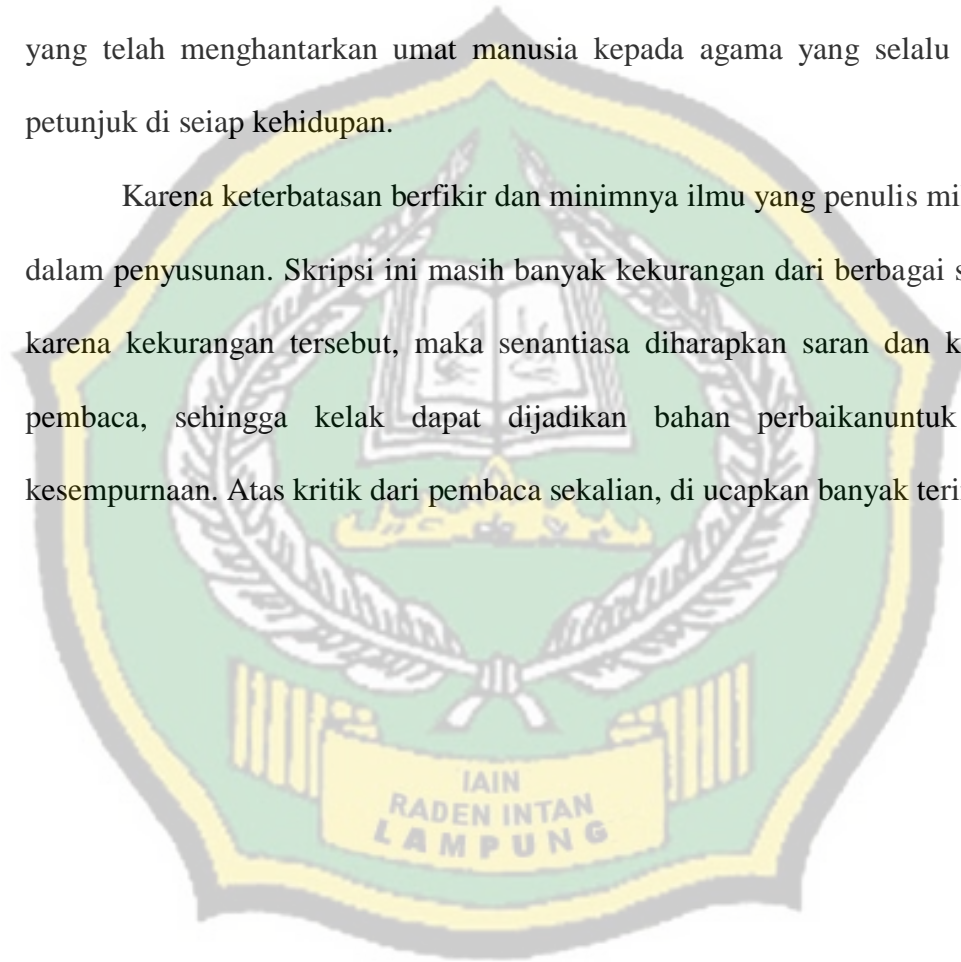 yang telah menghantarkan umat manusia kepada agama yang selalu
petunjuk di seiap kehidupan.
Karena keterbatasan berfikir dan minimnya ilmu yang penulis mi
dalam penyusunan. Skripsi ini masih banyak kekurangan dari berbagai s
karena kekurangan tersebut, maka senantiasa diharapkan saran dan k
pembaca, sehingga kelak dapat dijadikan bahan perbaikanuntuk
kesempurnaan. Atas kritik dari pembaca sekalian, di ucapkan banyak teri
IAIN
RADEN INTAN
LAMPUNG